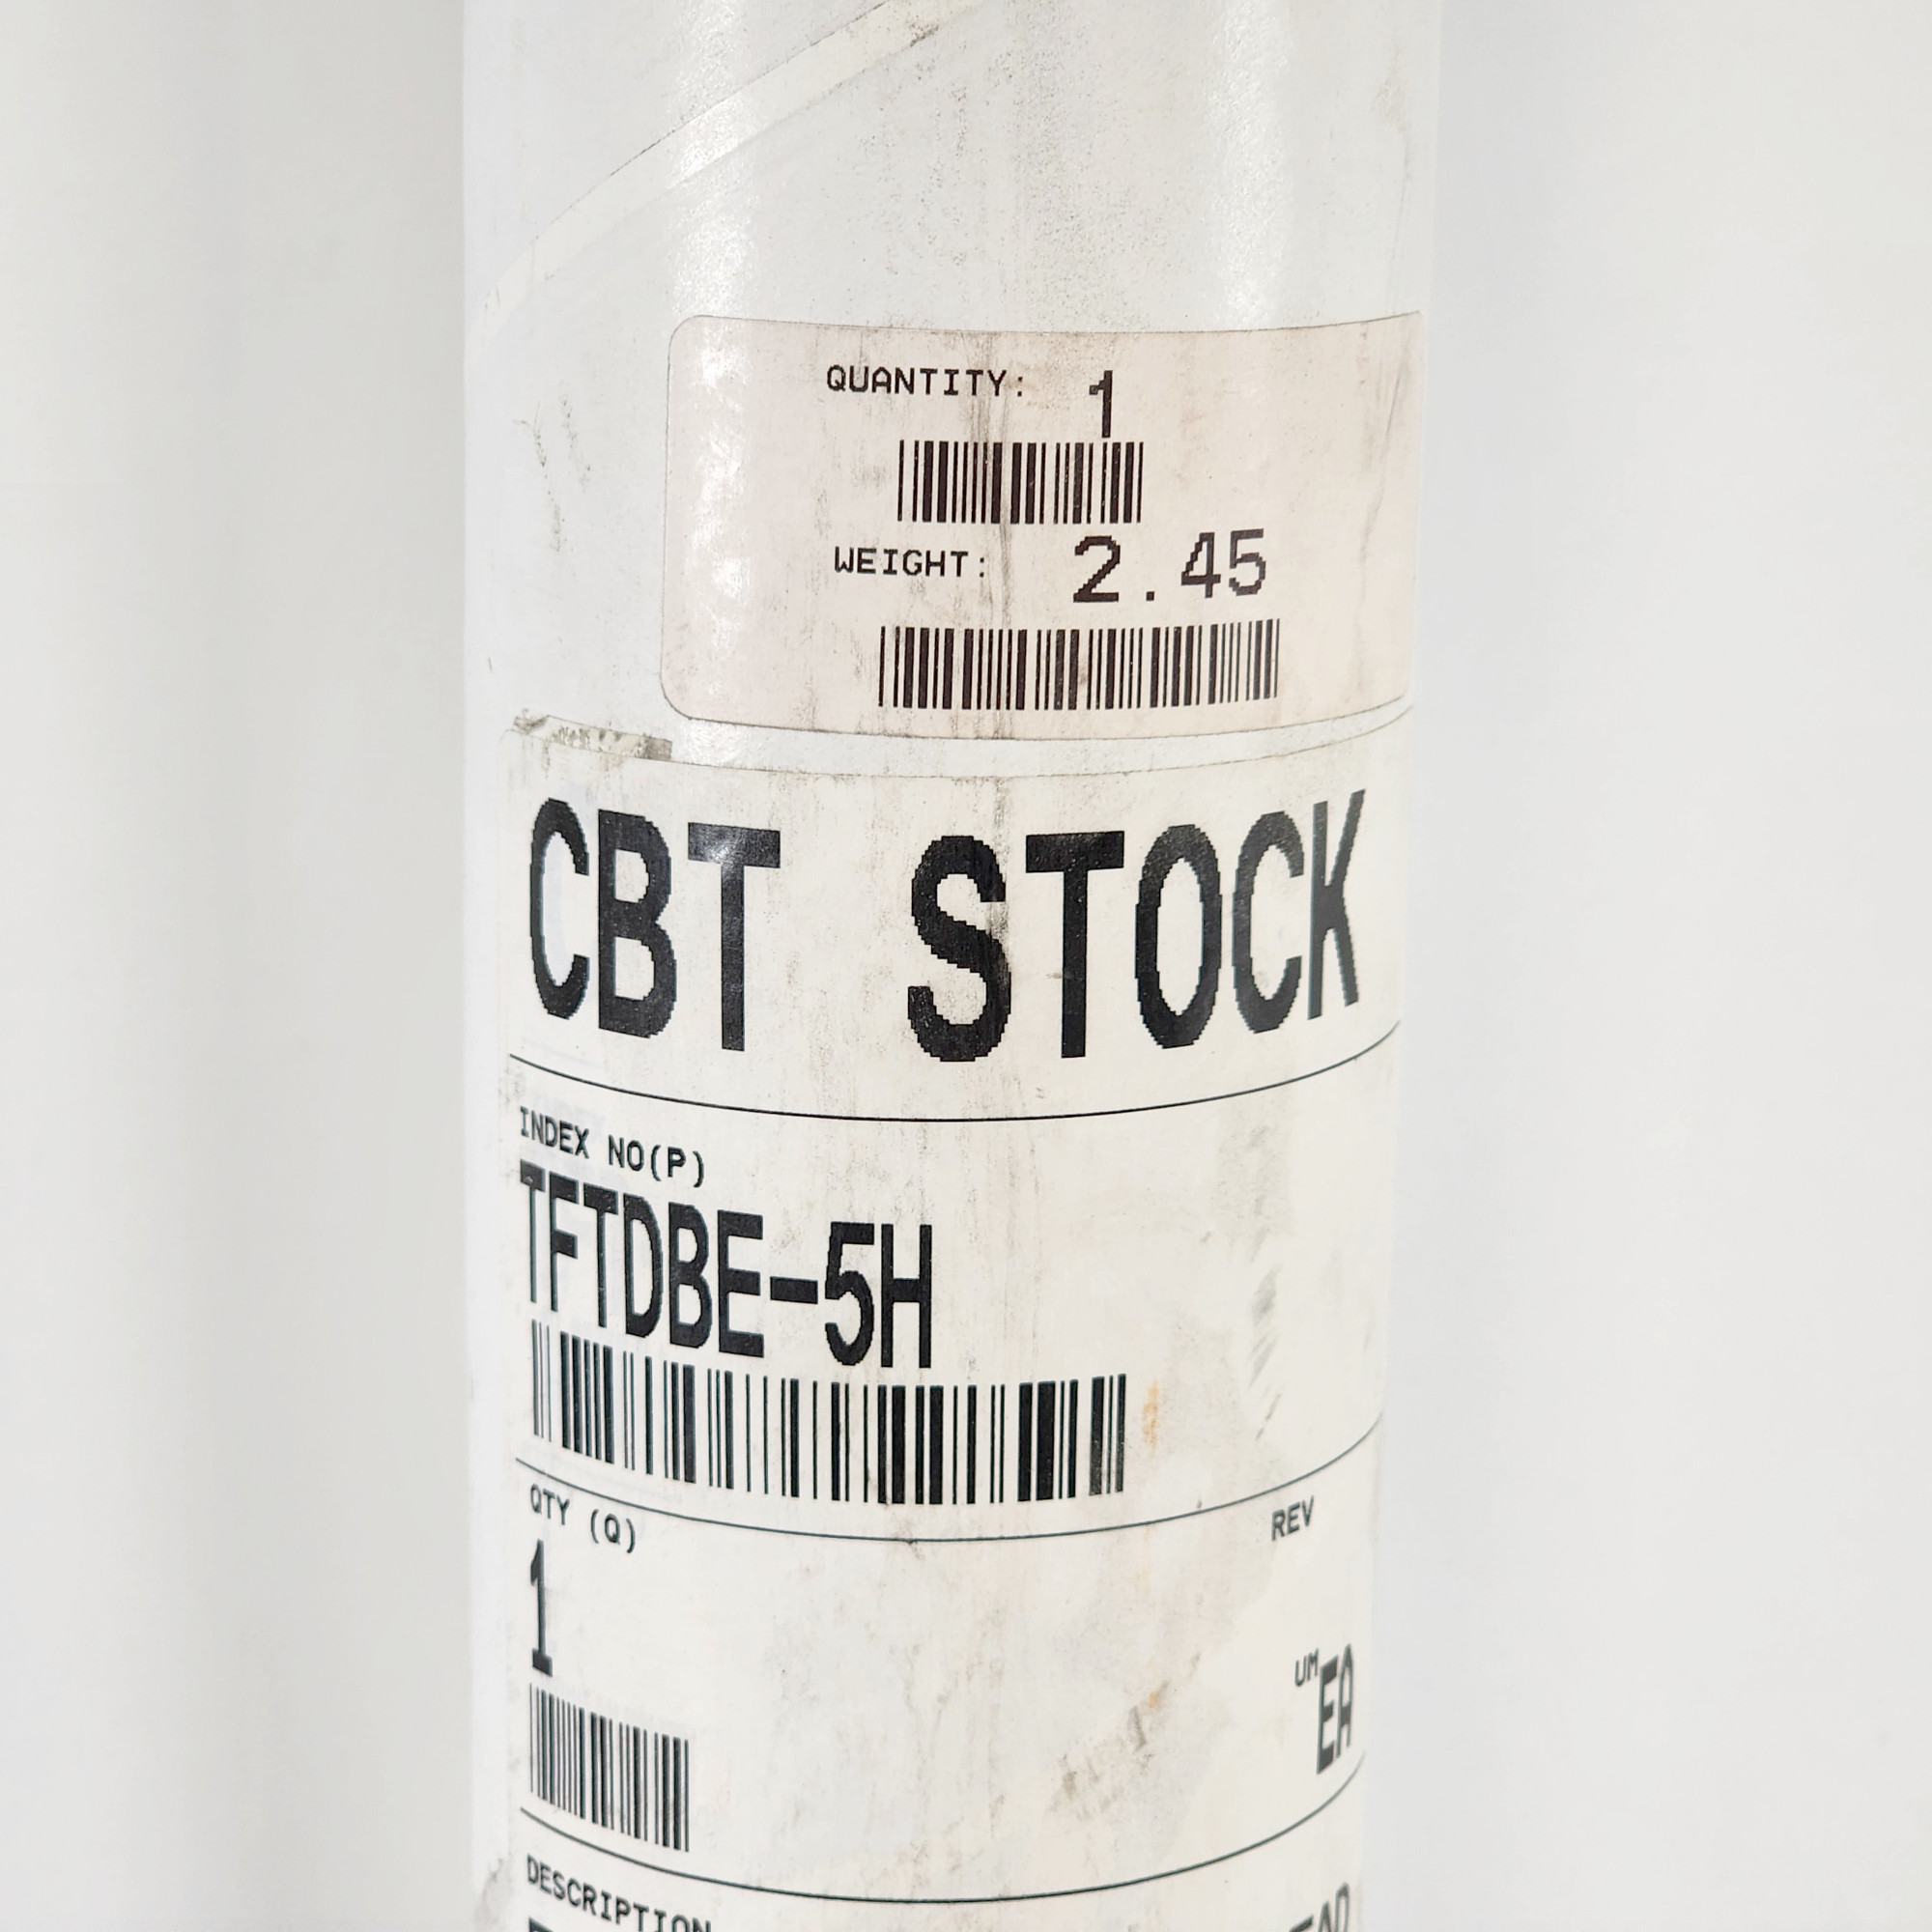 QUANTITY: 1
WEIGHT: 2.45
CBT STOCK
INDEX NO(P)
TFTDBE-5H
QTY (Q)
REV
1
UM
EA
DESCRIPTION